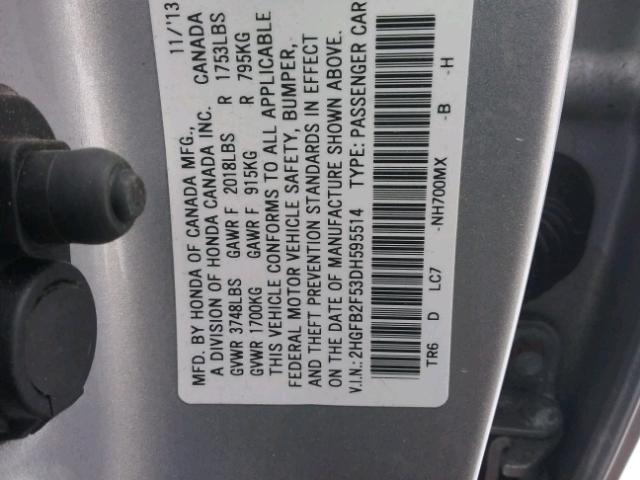 MFD. BY HONDA OF CANADA MFG., 11/'13
A DIVISION OF HONDA CANADA INC. CANADA
GVWR 3748LBS GAWR F 2018LBS R 1753LBS
GVWR 1700KG GAWR F 915KG R 795KG
THIS VEHICLE CONFORMS TO ALL APPLICABLE
FEDERAL MOTOR VEHICLE SAFETY, BUMPER,
AND THEFT PREVENTION STANDARDS IN EFFECT
ON THE DATE OF MANUFACTURE SHOWN ABOVE.
V.I.N.: 2HGFB2F53DH595514 TYPE: PASSENGER CAR
TR6 D LC7 -NH700MX -B -H